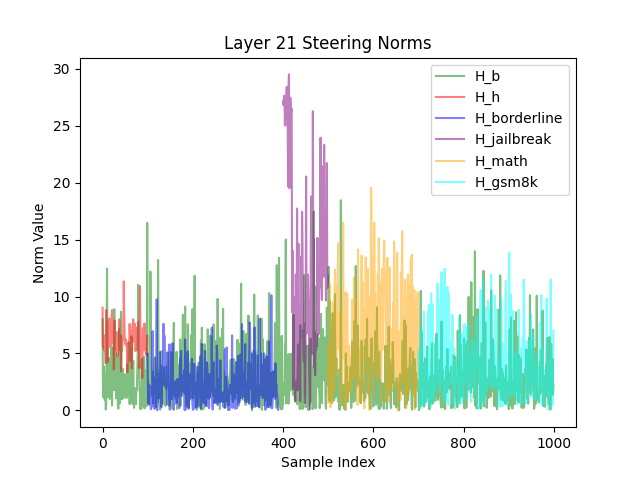 Layer 21 Steering Norms
30
25
20
15
10
5
0
Norm Value
0
200
400
600
800
1000
Sample Index
H_b
H_h
H_borderline
H_jailbreak
H_math
H_gsm8k